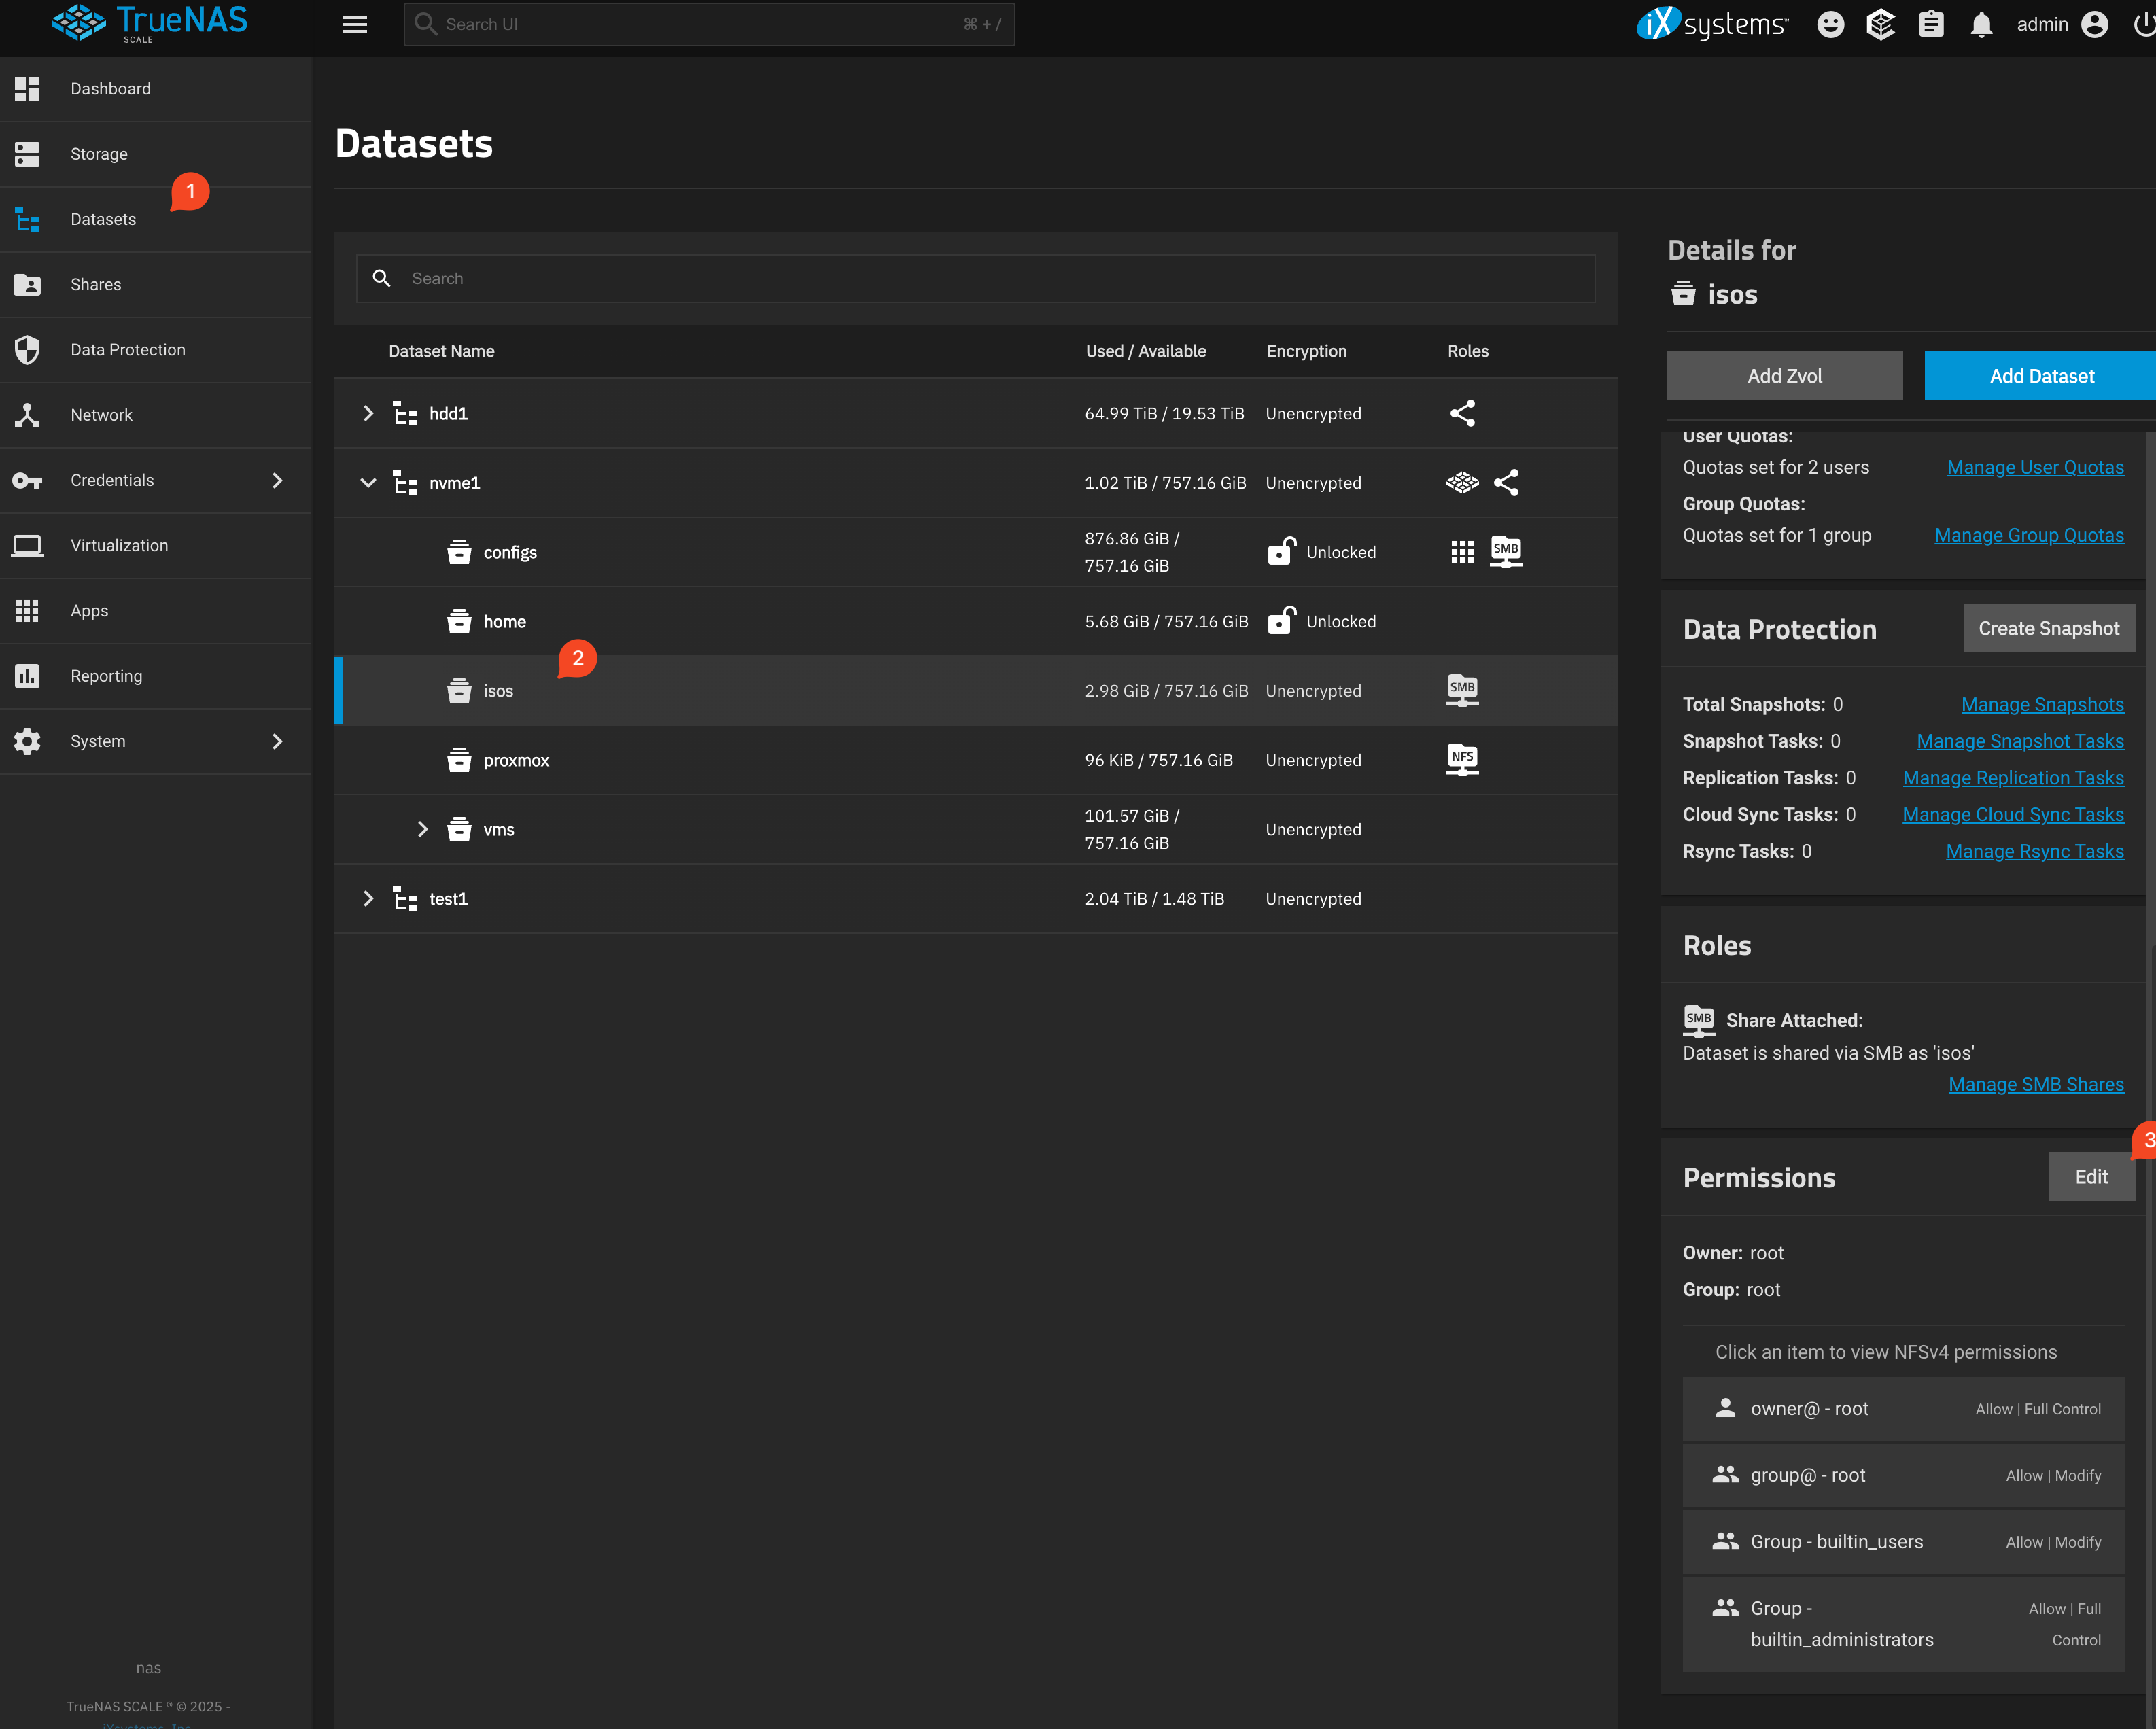 TrueNAS
SCALE
Search UI
⌘ + /
iXsystems™
admin
Dashboard
Storage
1
Datasets
Shares
Data Protection
Network
Credentials
Virtualization
Apps
Reporting
System
nas
TrueNAS SCALE ® © 2025 -
iXsystems, Inc
Datasets
Search
Dataset Name
Used / Available
Encryption
Roles
hdd1
64.99 TiB / 19.53 TiB
Unencrypted
nvme1
1.02 TiB / 757.16 GiB
Unencrypted
configs
876.86 GiB /
757.16 GiB
Unlocked
SMB
home
5.68 GiB / 757.16 GiB
Unlocked
2
isos
2.98 GiB / 757.16 GiB
Unencrypted
SMB
proxmox
96 KiB / 757.16 GiB
Unencrypted
NFS
vms
101.57 GiB /
757.16 GiB
Unencrypted
test1
2.04 TiB / 1.48 TiB
Unencrypted
Details for
isos
Add Zvol
Add Dataset
User Quotas:
Quotas set for 2 users
Manage User Quotas
Group Quotas:
Quotas set for 1 group
Manage Group Quotas
Data Protection
Create Snapshot
Total Snapshots: 0
Manage Snapshots
Snapshot Tasks: 0
Manage Snapshot Tasks
Replication Tasks: 0
Manage Replication Tasks
Cloud Sync Tasks: 0
Manage Cloud Sync Tasks
Rsync Tasks: 0
Manage Rsync Tasks
Roles
SMB
Share Attached:
Dataset is shared via SMB as 'isos'
Manage SMB Shares
3
Permissions
Edit
Owner: root
Group: root
Click an item to view NFSv4 permissions
owner@ - root
Allow | Full Control
group@ - root
Allow | Modify
Group - builtin_users
Allow | Modify
Group -
builtin_administrators
Allow | Full
Control